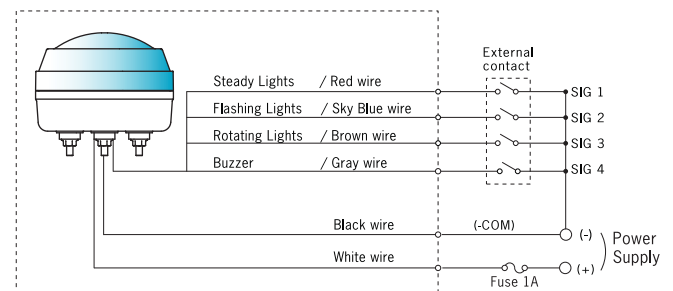 External
contact
Steady Lights / Red wire
SIG 1
Flashing Lights / Sky Blue wire
SIG 2
Rotating Lights / Brown wire
SIG 3
Buzzer / Gray wire
SIG 4
Black wire (-COM) (-)
White wire (+)
Power
Supply
Fuse 1A